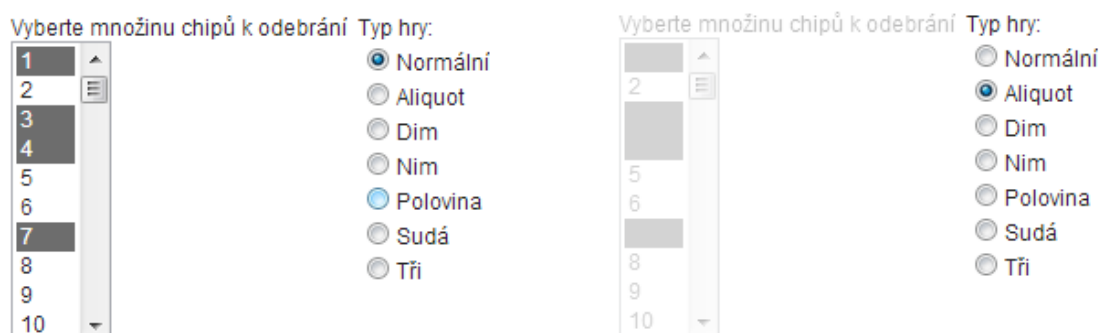 Vyberte množinu chipů k odebrání
1
2
3
4
5
6
7
8
9
10
Typ hry:
Normální
Aliquot
Dim
Nim
Polovina
Sudá
Tři
Vyberte množinu chipů k odebrání
2
5
6
8
9
10
Typ hry:
Normální
Aliquot
Dim
Nim
Polovina
Sudá
Tři